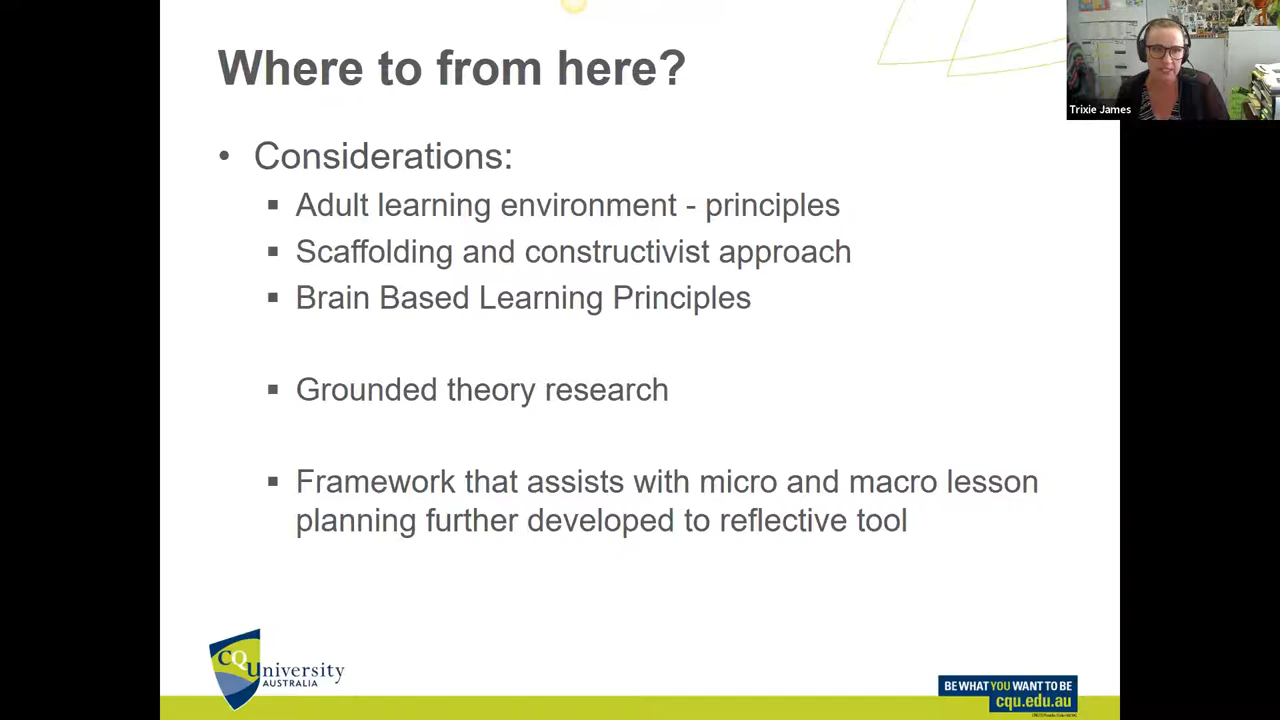 Where to from here?
Trixie James
• Considerations:
▪ Adult learning environment - principles
▪ Scaffolding and constructivist approach
▪ Brain Based Learning Principles
▪ Grounded theory research
▪ Framework that assists with micro and macro lesson
planning further developed to reflective tool
CQUniversity
AUSTRALIA
BE WHAT YOU WANT TO BE
cqu.edu.au